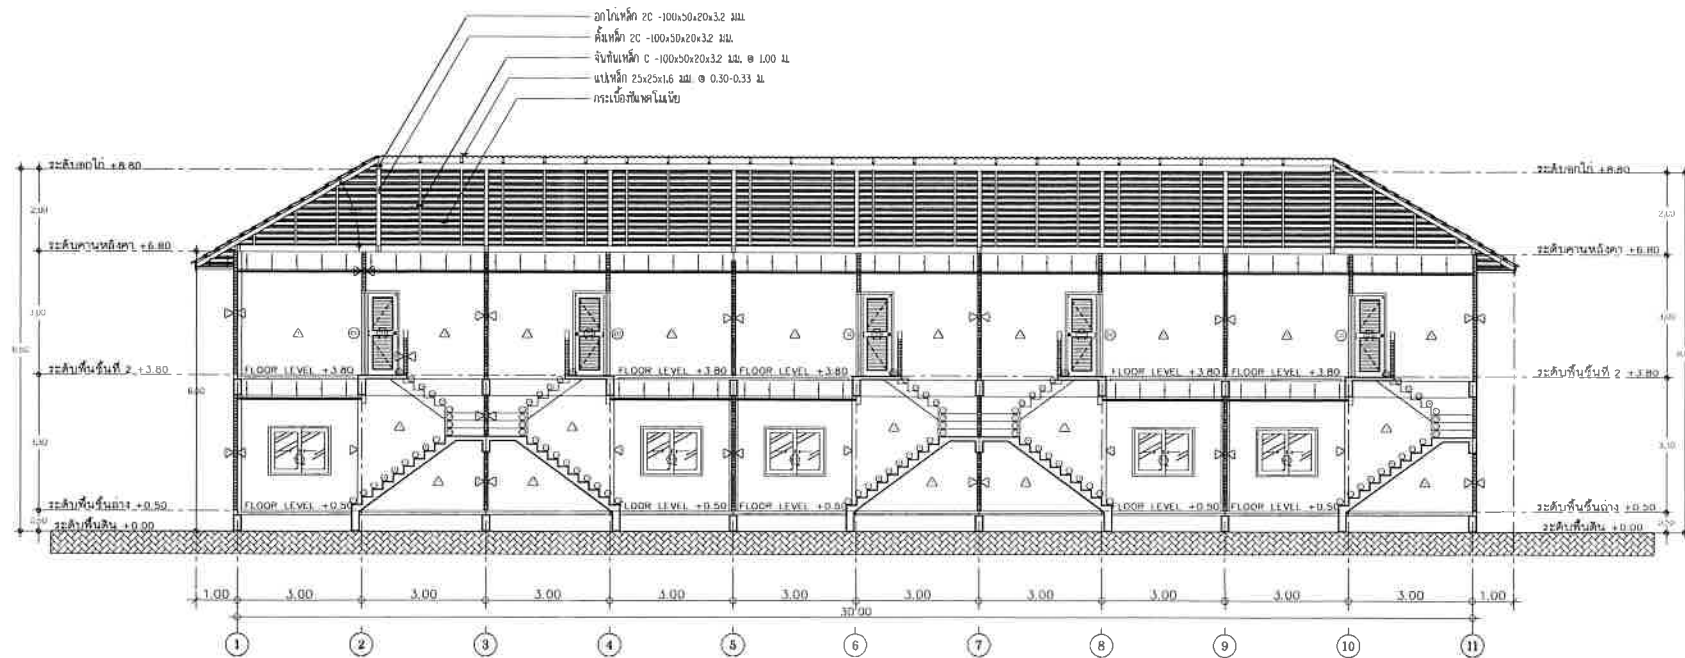 อกไก่เหล็ก 2C -100x50x20x3.2 มม.
ดั้งเหล็ก 2C -100x50x20x3.2 มม.
จันทันเหล็ก C -100x50x20x3.2 มม. @ 1.00 ม.
แปเหล็ก 25x25x1.6 มม. @ 0.30-0.33 ม.
กระเบื้องซีแพคโมเนีย
ระดับอกไก่ +8.80
ระดับอกไก่ +8.80
2.00
2.00
ระดับคานหลังคา +6.80
ระดับคานหลังคา +6.80
3.00
ระดับพื้นชั้นที่ 2 +3.80
FLOOR LEVEL +3.80
FLOOR LEVEL +3.80
FLOOR LEVEL +3.80
FLOOR LEVEL +3.80
FLOOR LEVEL +3.80
ระดับพื้นชั้นที่ 2 +3.80
ระดับพื้นชั้นล่าง +0.50
FLOOR LEVEL +0.50
FLOOR LEVEL +0.50
FLOOR LEVEL +0.50
FLOOR LEVEL +0.50
FLOOR LEVEL +0.50
ระดับพื้นชั้นล่าง +0.50
ระดับพื้นดิน +0.00
ระดับพื้นดิน +0.00
1.00 3.00 3.00 3.00 3.00 3.00 3.00 3.00 3.00 3.00 3.00 1.00
30.00
1 2 3 4 5 6 7 8 9 10 11